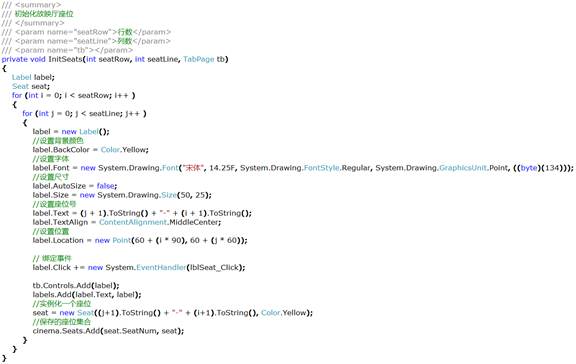 /// <summary>
/// 初始化放映厅座位
/// </summary>
/// <param name="seatRow">行数</param>
/// <param name="seatLine">列数</param>
/// <param name="tb"></param>
private void InitSeats(int seatRow, int seatLine, TabPage tb)
{
Label label;
Seat seat;
for (int i = 0; i < seatRow; i++ )
{
for (int j = 0; j < seatLine; j++ )
{
label = new Label();
//设置背景颜色
label.BackColor = Color.Yellow;
//设置字体
label.Font = new System.Drawing.Font("宋体", 14.25F, System.Drawing.FontStyle.Regular, System.Drawing.GraphicsUnit.Point, ((byte)(134)));
//设置尺寸
label.AutoSize = false;
label.Size = new System.Drawing.Size(50, 25);
//设置座位号
label.Text = (j + 1).ToString() + "-" + (i + 1).ToString();
label.TextAlign = ContentAlignment.MiddleCenter;
//设置位置
label.Location = new Point(60 + (i * 90), 60 + (j * 60));
// 绑定事件
label.Click += new System.EventHandler(lblSeat_Click);
tb.Controls.Add(label);
labels.Add(label.Text, label);
//实例化一个座位
seat = new Seat((j+1).ToString() + "-" + (i+1).ToString(), Color.Yellow);
//保存的座位集合
cinema.Seats.Add(seat.SeatNum, seat);
}
}
}